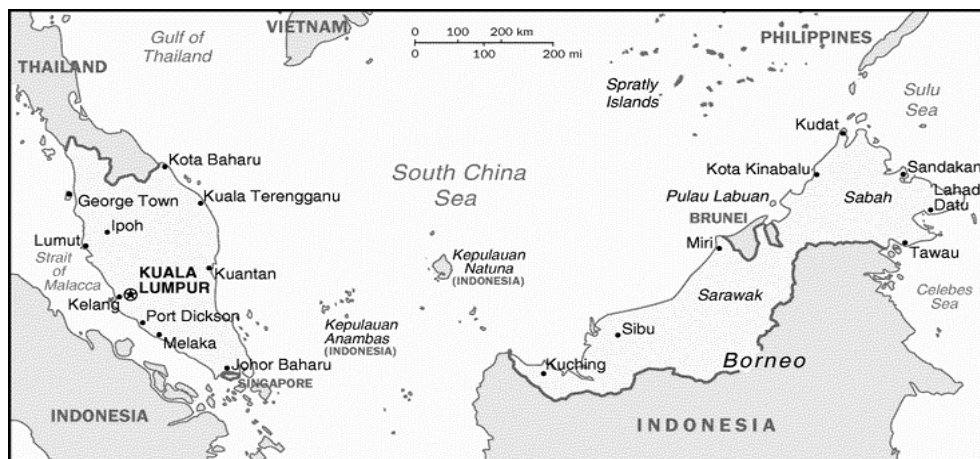 VIETNAM
PHILIPPINES
Gulf of
Thailand
0 100 200 km
0 100 200 mi
THAILAND
Spratly
Islands
Sulu
Sea
Kudat
Kota Baharu
Kota Kinabalu
Sandakan
South China
Sea
Kuala Terengganu
George Town
Pulau Labuan
Sabah
Lahad
Datu
BRUNEI
Ipoh
Lumut
Miri
Tawau
Strait
of
Malacca
KUALA
LUMPUR
Kuantan
Kepulauan
Natuna
(INDONESIA)
Celebes
Sea
Kelang
Sarawak
Port Dickson
Kepulauan
Anambas
(INDONESIA)
Sibu
Melaka
Johor Baharu
Kuching
Borneo
SINGAPORE
INDONESIA
INDONESIA